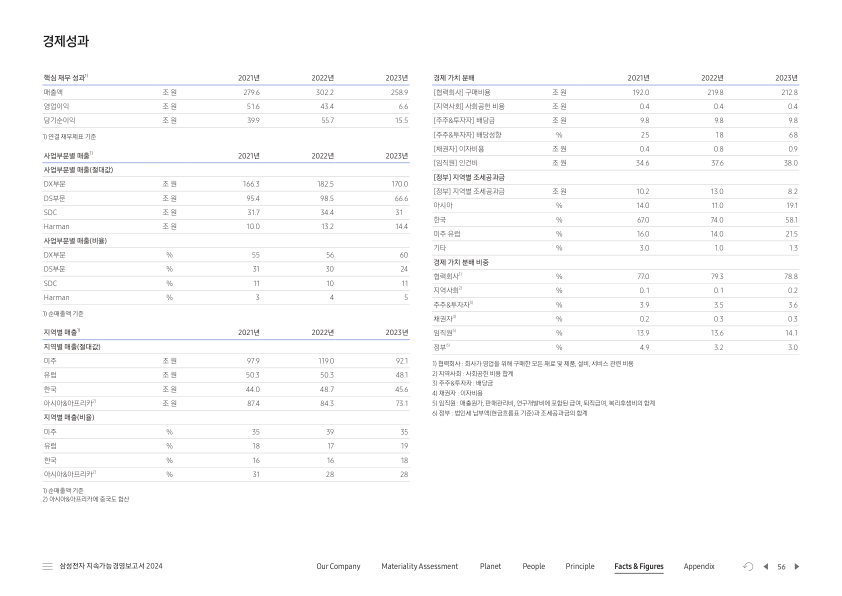 경제성과
핵심 재무 성과1) 2021년 2022년 2023년
매출액 조 원 279.6 302.2 258.9
영업이익 조 원 51.6 43.4 6.6
당기순이익 조 원 39.9 55.7 15.5
1) 연결 재무제표 기준
사업부문별 매출1) 2021년 2022년 2023년
사업부문별 매출(절대값)
DX부문 조 원 166.3 182.5 170.0
DS부문 조 원 95.4 98.5 66.6
SDC 조 원 31.7 34.4 31
Harman 조 원 10.0 13.2 14.4
사업부문별 매출(비율)
DX부문 % 55 56 60
DS부문 % 31 30 24
SDC % 11 10 11
Harman % 3 4 5
1) 순매출액 기준
지역별 매출1) 2021년 2022년 2023년
지역별 매출(절대값)
미주 조 원 97.9 119.0 92.1
유럽 조 원 50.3 50.3 48.1
한국 조 원 44.0 48.7 45.6
아시아&아프리카2) 조 원 87.4 84.3 73.1
지역별 매출(비율)
미주 % 35 39 35
유럽 % 18 17 19
한국 % 16 16 18
아시아&아프리카2) % 31 28 28
1) 순매출액 기준
2) 아시아&아프리카에 중국도 합산
경제 가치 분배 2021년 2022년 2023년
[협력회사] 구매비용 조 원 192.0 219.8 212.8
[지역사회] 사회공헌 비용 조 원 0.4 0.4 0.4
[주주&투자자] 배당금 조 원 9.8 9.8 9.8
[주주&투자자] 배당성향 % 25 18 6.8
[채권자] 이자비용 조 원 0.4 0.8 0.9
[임직원] 인건비 조 원 34.6 37.6 38.0
[정부] 지역별 조세공과금
[정부] 지역별 조세공과금 조 원 10.2 13.0 8.2
아시아 % 14.0 11.0 19.1
한국 % 67.0 74.0 58.1
미주 유럽 % 16.0 14.0 21.5
기타 % 3.0 1.0 1.3
경제 가치 분배 비중
협력회사1) % 77.0 79.3 78.8
지역사회2) % 0.1 0.1 0.2
주주&투자자3) % 3.9 3.5 3.6
채권자4) % 0.2 0.3 0.3
임직원5) % 13.9 13.6 14.1
정부6) % 4.9 3.2 3.0
1) 협력회사 : 회사가 영업을 위해 구매한 모든 재료 및 제품, 설비, 서비스 관련 비용
2) 지역사회 : 사회공헌 비용 합계
3) 주주&투자자 : 배당금
4) 채권자 : 이자비용
5) 임직원 : 매출원가, 판매관리비, 연구개발비에 포함된 급여, 퇴직급여, 복리후생비의 합계
6) 정부 : 법인세 납부액(현금흐름표 기준)과 조세공과금의 합계
삼성전자 지속가능경영보고서 2024 Our Company Materiality Assessment Planet People Principle Facts & Figures Appendix 56